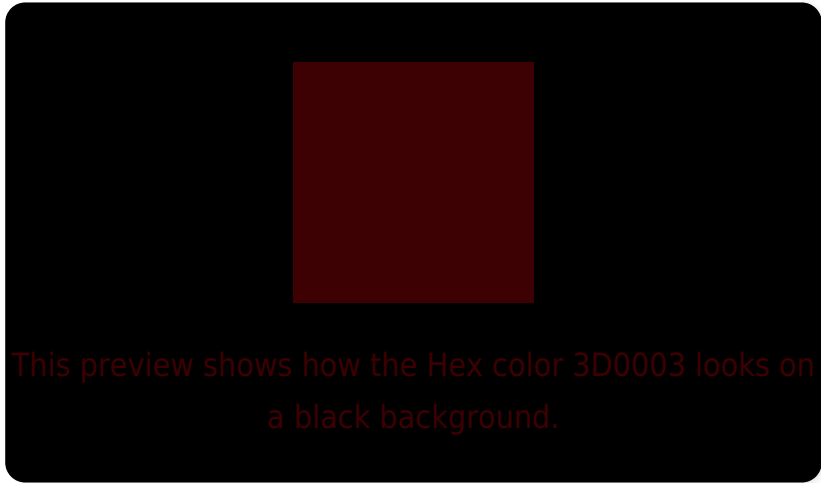 This preview shows how the Hex color 3D0003 looks on
a black background.